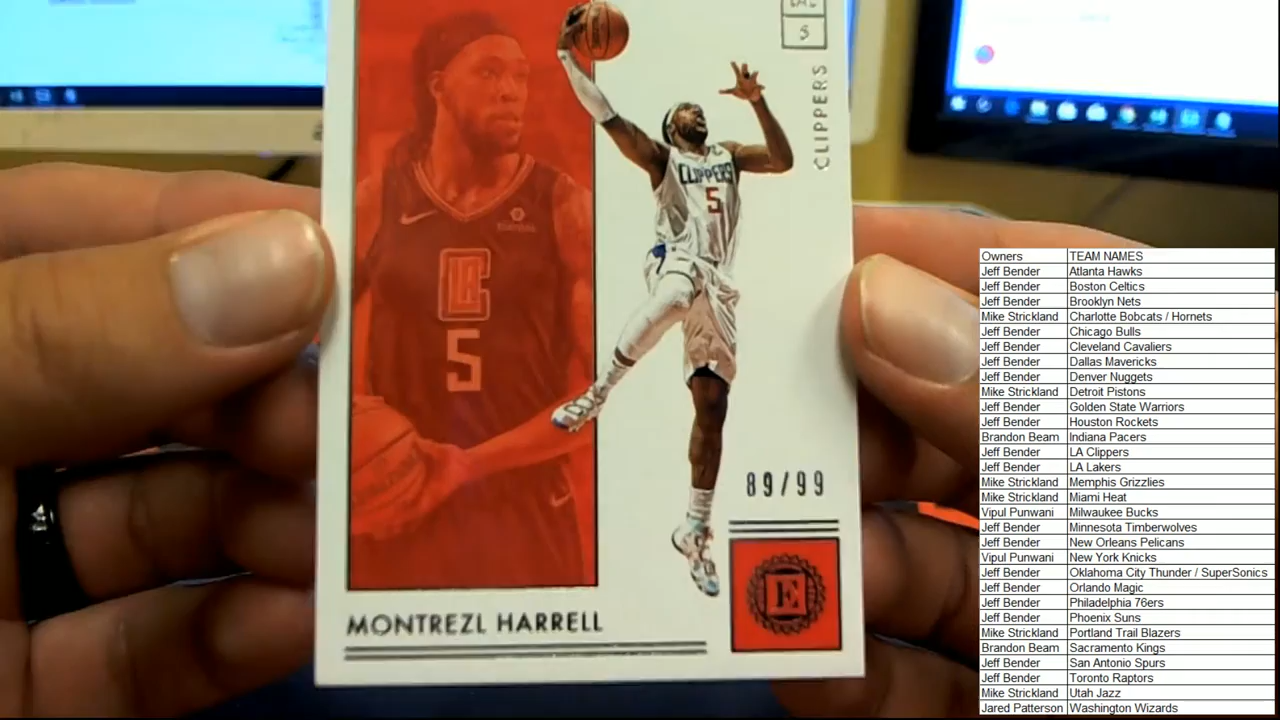 5
CLIPPERS
CLIPPERS
5
5
89/99
E
MONTREZL HARRELL
Owners TEAM NAMES
Jeff Bender Atlanta Hawks
Jeff Bender Boston Celtics
Jeff Bender Brooklyn Nets
Mike Strickland Charlotte Bobcats / Hornets
Jeff Bender Chicago Bulls
Jeff Bender Cleveland Cavaliers
Jeff Bender Dallas Mavericks
Jeff Bender Denver Nuggets
Mike Strickland Detroit Pistons
Jeff Bender Golden State Warriors
Jeff Bender Houston Rockets
Brandon Beam Indiana Pacers
Jeff Bender LA Clippers
Jeff Bender LA Lakers
Mike Strickland Memphis Grizzlies
Mike Strickland Miami Heat
Vipul Punwani Milwaukee Bucks
Jeff Bender Minnesota Timberwolves
Jeff Bender New Orleans Pelicans
Vipul Punwani New York Knicks
Jeff Bender Oklahoma City Thunder / SuperSonics
Jeff Bender Orlando Magic
Jeff Bender Philadelphia 76ers
Jeff Bender Phoenix Suns
Mike Strickland Portland Trail Blazers
Brandon Beam Sacramento Kings
Jeff Bender San Antonio Spurs
Jeff Bender Toronto Raptors
Mike Strickland Utah Jazz
Jared Patterson Washington Wizards